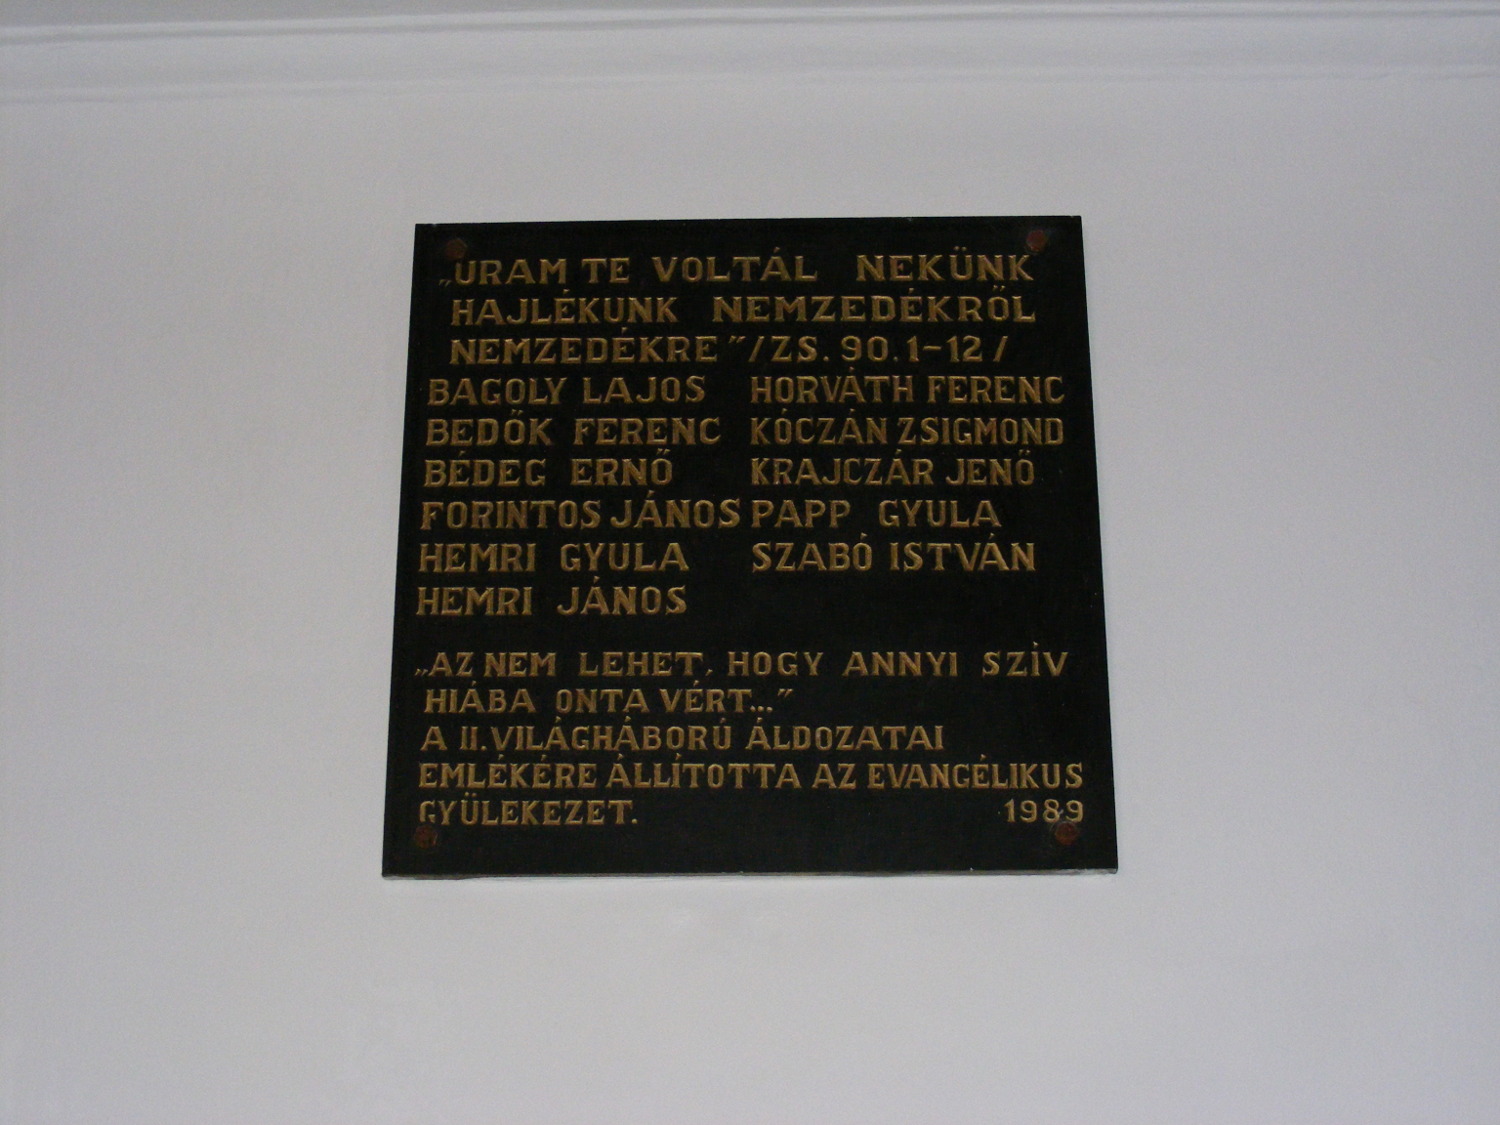 „URAM TE VOLTÁL NEKÜNK
HAJLÉKUNK NEMZEDÉKRŐL
NEMZEDÉKRE”/ZS. 90.1-12/
BAGOLY LAJOS HORVÁTH FERENC
BEDŐK FERENC KÓCZÁN ZSIGMOND
BÉDEG ERNŐ KRAJCZÁR JENŐ
FORINTOS JÁNOS PAPP GYULA
HEMRI GYULA SZABÓ ISTVÁN
HEMRI JÁNOS
„AZ NEM LEHET, HOGY ANNYI SZÍV
HIÁBA ONTA VÉRT...”
A II. VILÁGHÁBORÚ ÁLDOZATAI
EMLÉKÉRE ÁLLÍTOTTA AZ EVANGÉLIKUS
GYÜLEKEZET. 1989